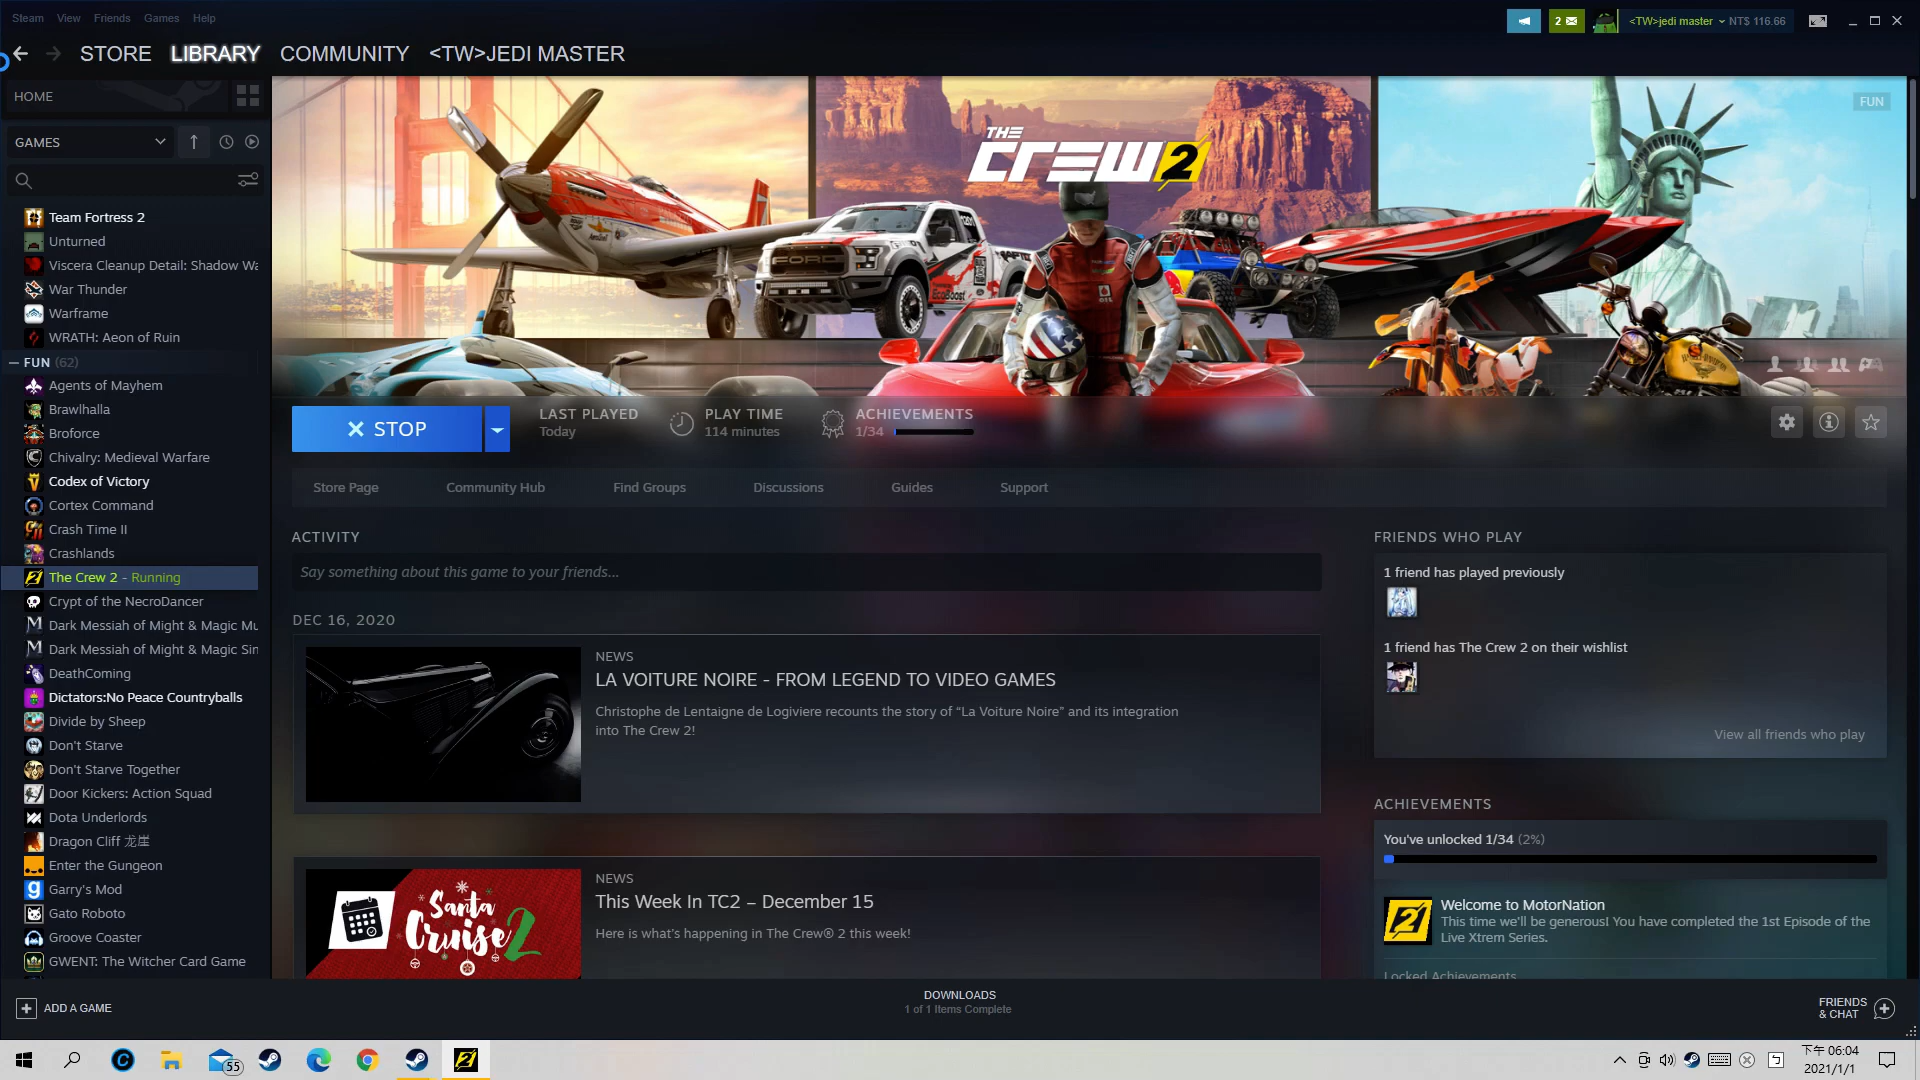 Steam View Friends Games Help
2
<TW>jedi master NT$ 116.66
STORE LIBRARY COMMUNITY <TW>JEDI MASTER
HOME
GAMES
Team Fortress 2
Unturned
Viscera Cleanup Detail: Shadow Wa
War Thunder
Warframe
WRATH: Aeon of Ruin
FUN (62)
Agents of Mayhem
Brawlhalla
Broforce
Chivalry: Medieval Warfare
Codex of Victory
Cortex Command
Crash Time II
Crashlands
The Crew 2 - Running
Crypt of the NecroDancer
Dark Messiah of Might & Magic Mu
Dark Messiah of Might & Magic Sin
DeathComing
Dictators:No Peace Countryballs
Divide by Sheep
Don't Starve
Don't Starve Together
Door Kickers: Action Squad
Dota Underlords
Dragon Cliff 龙崖
Enter the Gungeon
Garry's Mod
Gato Roboto
Groove Coaster
GWENT: The Witcher Card Game
ADD A GAME
FUN
THE
CREW 2
FORD
RAPTOR
EcoBoost
STOP
LAST PLAYED
Today
PLAY TIME
114 minutes
ACHIEVEMENTS
1/34
Store Page Community Hub Find Groups Discussions Guides Support
ACTIVITY
Say something about this game to your friends...
DEC 16, 2020
NEWS
LA VOITURE NOIRE - FROM LEGEND TO VIDEO GAMES
Christophe de Lentaigne de Logiviere recounts the story of “La Voiture Noire” and its integration
into The Crew 2!
Santa
Cruise 2
NEWS
This Week In TC2 – December 15
Here is what's happening in The Crew® 2 this week!
FRIENDS WHO PLAY
1 friend has played previously
1 friend has The Crew 2 on their wishlist
View all friends who play
ACHIEVEMENTS
You've unlocked 1/34 (2%)
Welcome to MotorNation
This time we'll be generous! You have completed the 1st Episode of the
Live Xtrem Series.
Locked Achievements
DOWNLOADS
1 of 1 Items Complete
FRIENDS
& CHAT
55
下午 06:04
2021/1/1